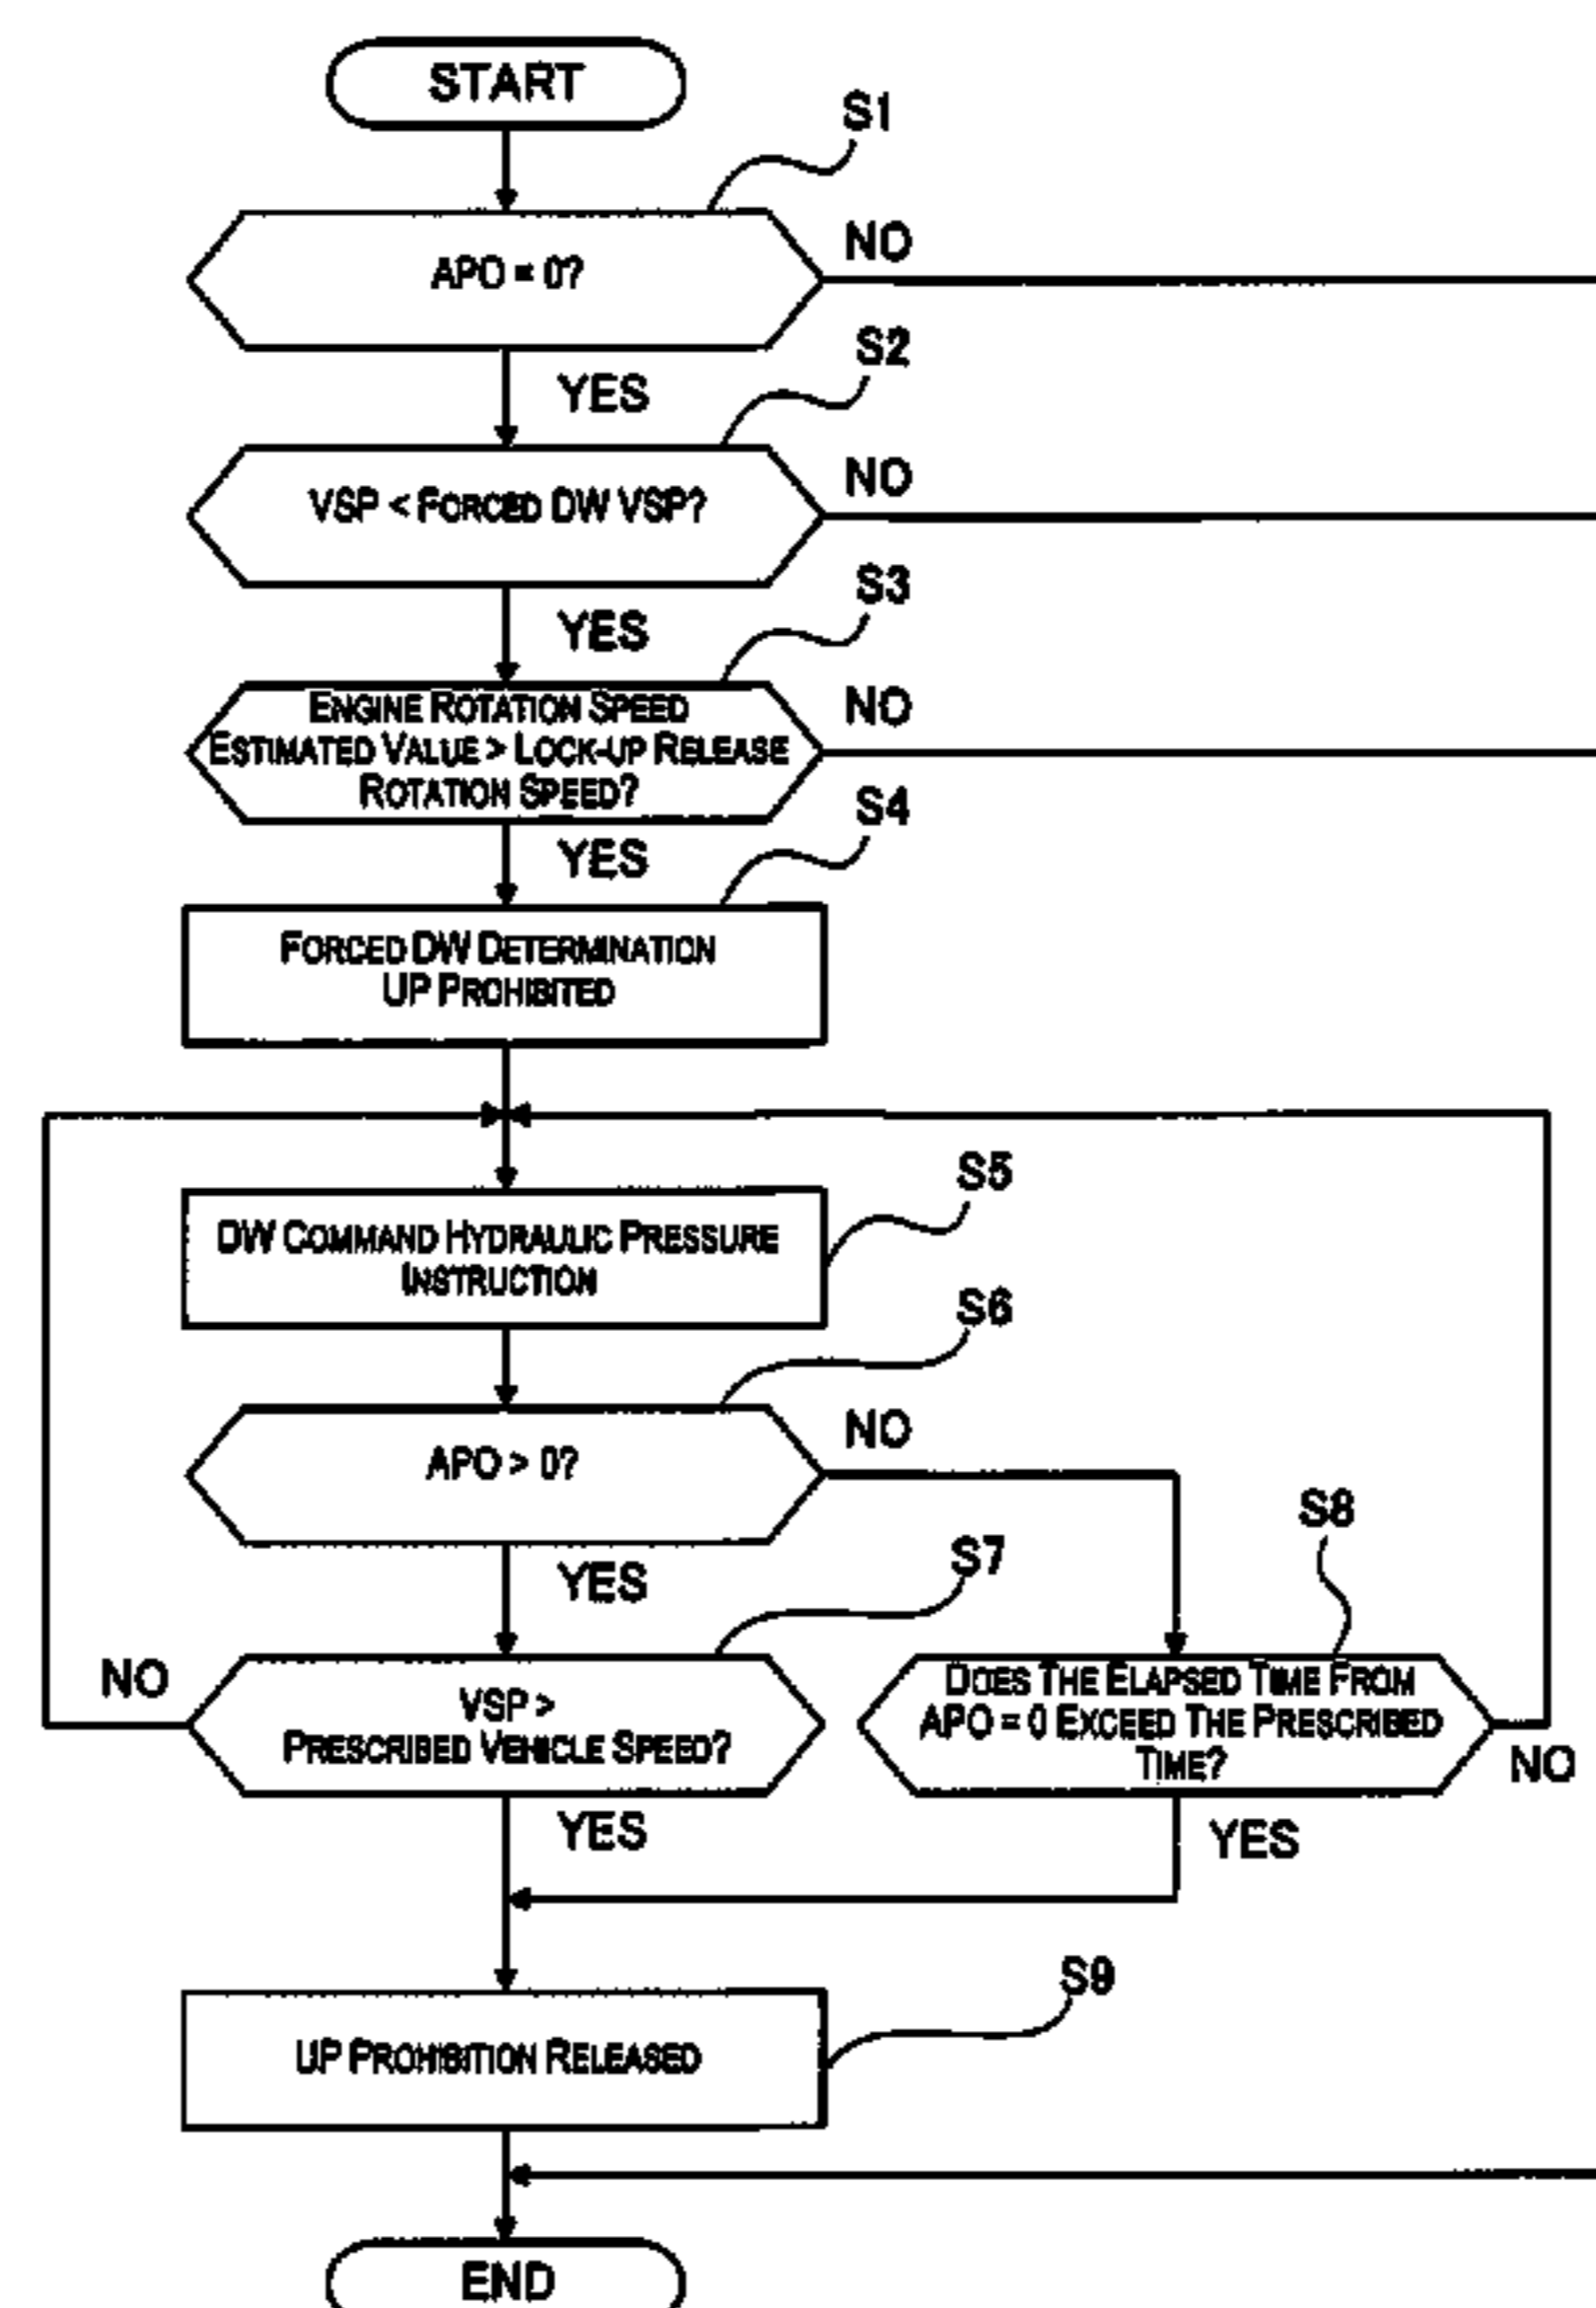 START
S1
APO = 0?
NO
YES
S2
VSP < FORCED DW VSP?
NO
YES
S3
ENGINE ROTATION SPEED
ESTIMATED VALUE > LOCK-UP RELEASE
ROTATION SPEED?
NO
YES
S4
FORCED DW DETERMINATION
UP PROHIBITED
S5
DW COMMAND HYDRAULIC PRESSURE
INSTRUCTION
S6
APO > 0?
NO
YES
S7
S8
NO
VSP >
PRESCRIBED VEHICLE SPEED?
DOES THE ELAPSED TIME FROM
APO = 0 EXCEED THE PRESCRIBED
TIME?
NO
YES
YES
S9
UP PROHIBITION RELEASED
END